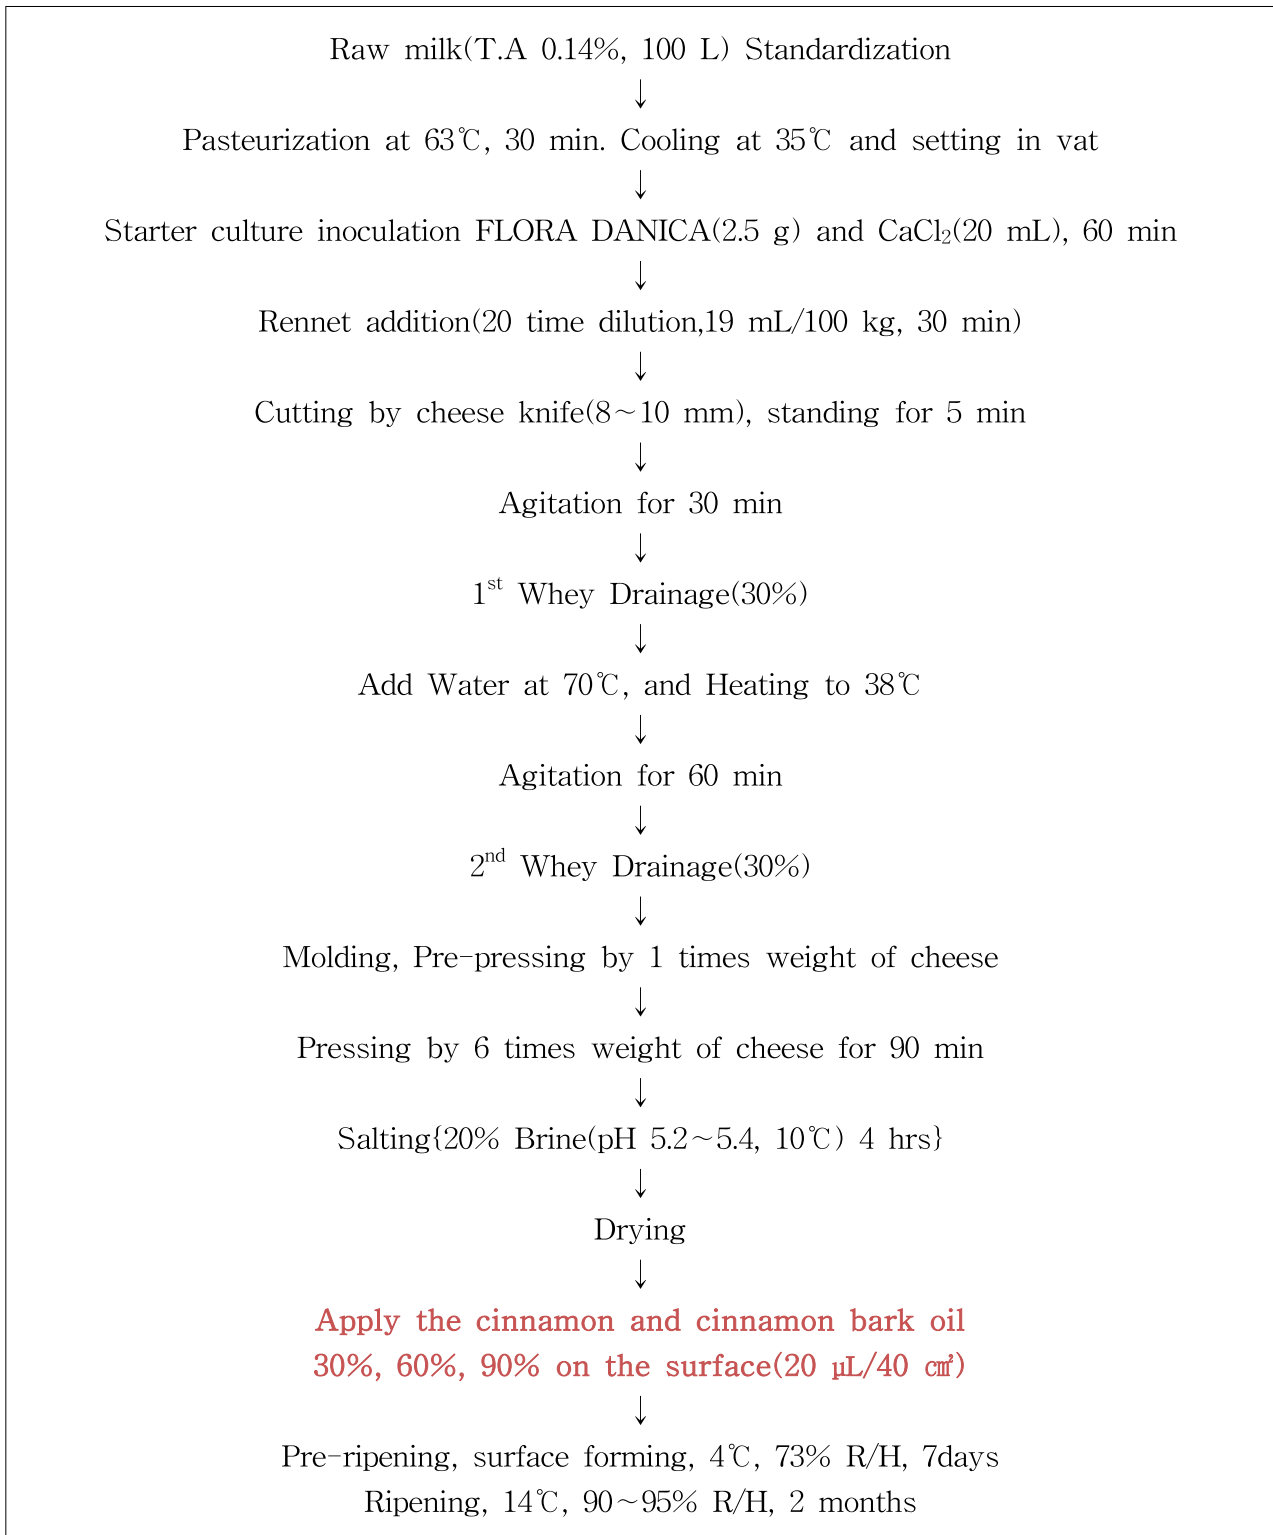 Raw milk(T.A 0.14%, 100 L) Standardization
↓
Pasteurization at 63℃, 30 min. Cooling at 35℃ and setting in vat
↓
Starter culture inoculation FLORA DANICA(2.5 g) and CaCl₂(20 mL), 60 min
↓
Rennet addition(20 time dilution,19 mL/100 kg, 30 min)
↓
Cutting by cheese knife(8~10 mm), standing for 5 min
↓
Agitation for 30 min
↓
1st Whey Drainage(30%)
↓
Add Water at 70℃, and Heating to 38℃
↓
Agitation for 60 min
↓
2nd Whey Drainage(30%)
↓
Molding, Pre-pressing by 1 times weight of cheese
↓
Pressing by 6 times weight of cheese for 90 min
↓
Salting{20% Brine(pH 5.2~5.4, 10℃) 4 hrs}
↓
Drying
↓
Apply the cinnamon and cinnamon bark oil
30%, 60%, 90% on the surface(20 μL/40 ㎠)
↓
Pre-ripening, surface forming, 4℃, 73% R/H, 7days
Ripening, 14℃, 90~95% R/H, 2 months